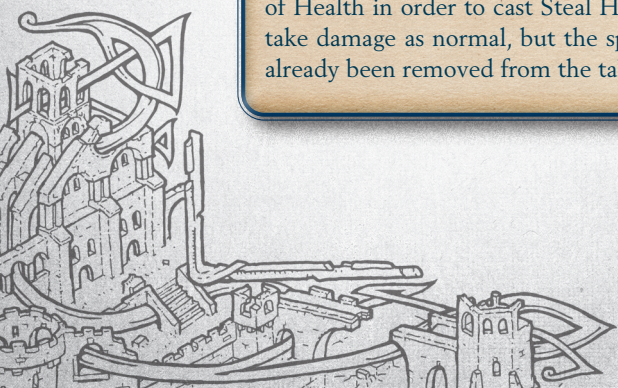 of Health in order to cast Steal H
take damage as normal, but the sp
already been removed from the ta